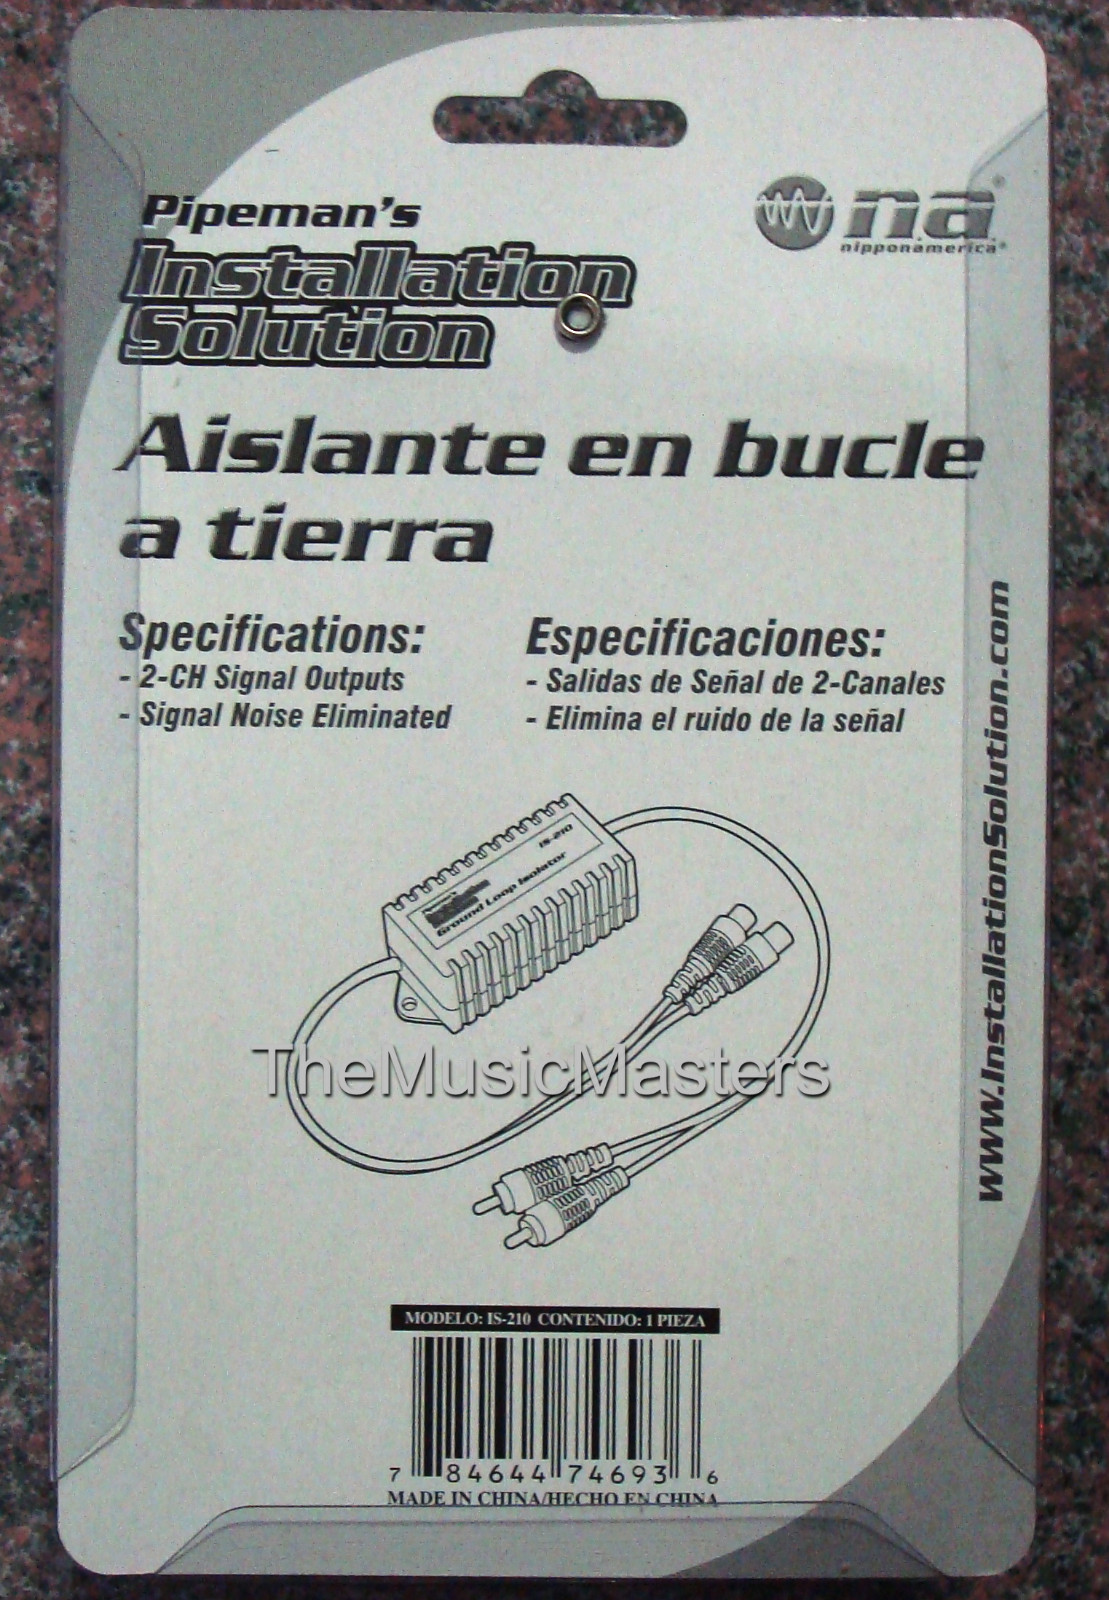 Pipeman's
Installation
Solution
n.a.
nipponamerica®
Aislante en bucle
a tierra
Specifications:
- 2-CH Signal Outputs
- Signal Noise Eliminated
Especificaciones:
- Salidas de Señal de 2-Canales
- Elimina el ruido de la señal
www.InstallationSolution.com
IS-210
Ground Loop Isolator
TheMusicMasters
MODELO: IS-210 CONTENIDO: 1 PIEZA
7 84644 74693 6
MADE IN CHINA/HECHO EN CHINA